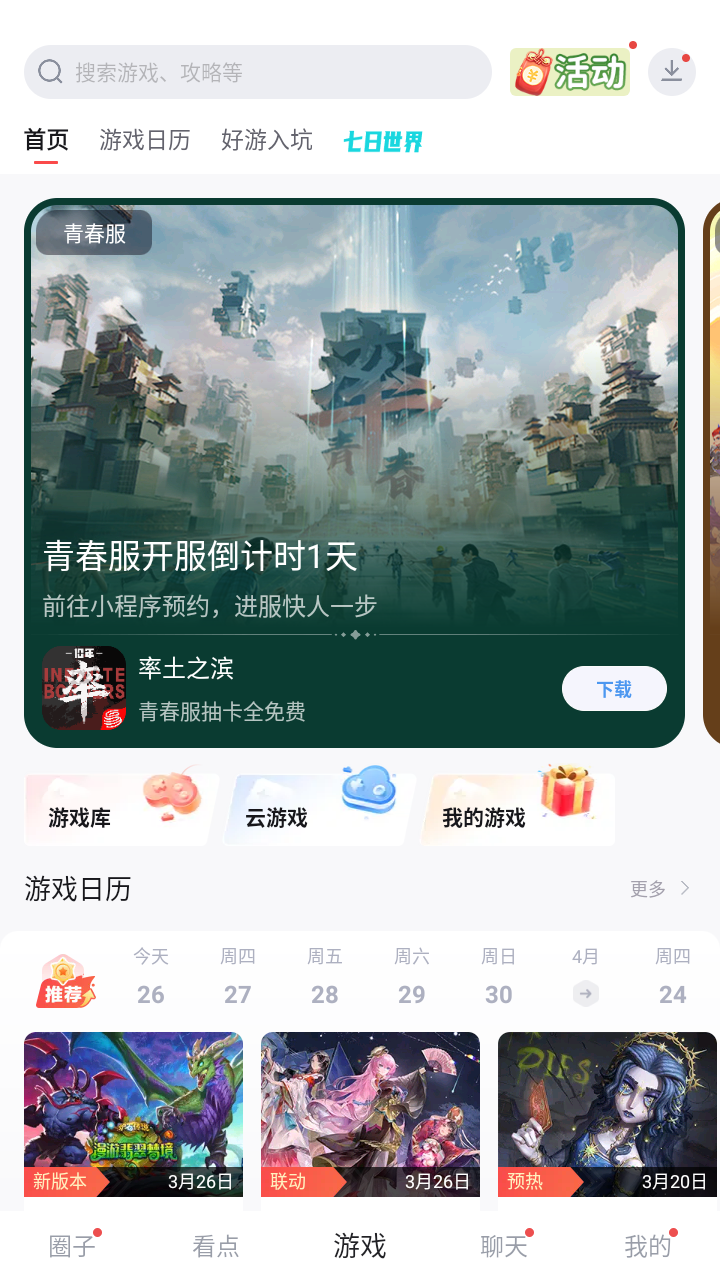 搜索游戏、攻略等
活动
首页 游戏日历 好游入坑 七日世界
青春服
率
青春
青春服开服倒计时1天
前往小程序预约，进服快人一步
10年
INFINITE BORDERS
率
率土之滨
青春服抽卡全免费
下载
游戏库 云游戏 我的游戏
游戏日历 更多
今天 周四 周五 周六 周日 4月 周四
推荐 26 27 28 29 30 24
DIES
漫游翡翠梦境
新版本 3月26日 联动 3月26日 预热 3月20日
圈子 看点 游戏 聊天 我的